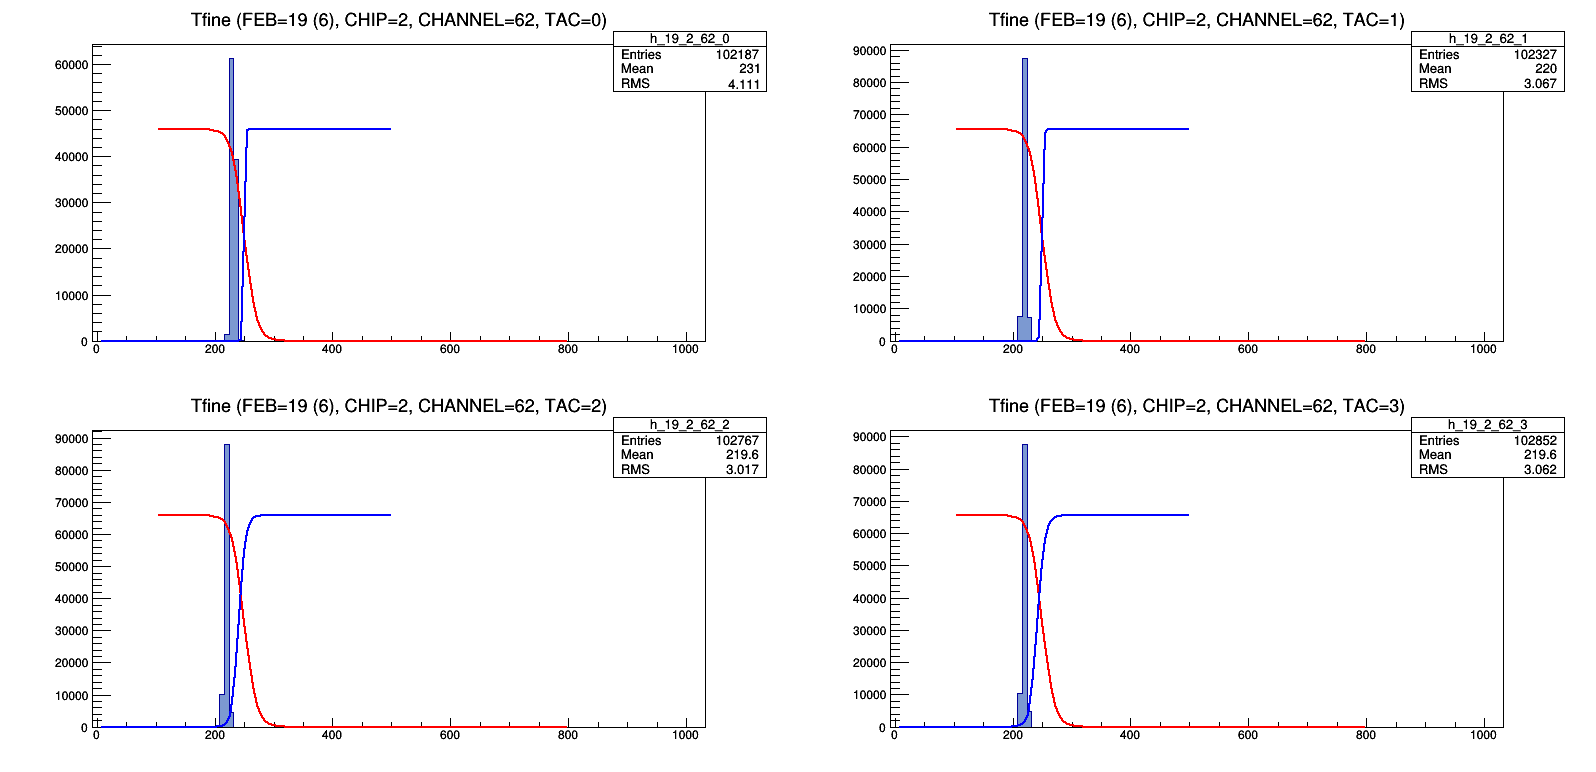 Tfine (FEB=19 (6), CHIP=2, CHANNEL=62, TAC=0)
h_19_2_62_0
Entries 102187
Mean 231
RMS 4.111
60000
50000
40000
30000
20000
10000
0
0 200 400 600 800 1000
Tfine (FEB=19 (6), CHIP=2, CHANNEL=62, TAC=1)
h_19_2_62_1
Entries 102327
Mean 220
RMS 3.067
90000
80000
70000
60000
50000
40000
30000
20000
10000
0
0 200 400 600 800 1000
Tfine (FEB=19 (6), CHIP=2, CHANNEL=62, TAC=2)
h_19_2_62_2
Entries 102767
Mean 219.6
RMS 3.017
90000
80000
70000
60000
50000
40000
30000
20000
10000
0
0 200 400 600 800 1000
Tfine (FEB=19 (6), CHIP=2, CHANNEL=62, TAC=3)
h_19_2_62_3
Entries 102852
Mean 219.6
RMS 3.062
90000
80000
70000
60000
50000
40000
30000
20000
10000
0
0 200 400 600 800 1000